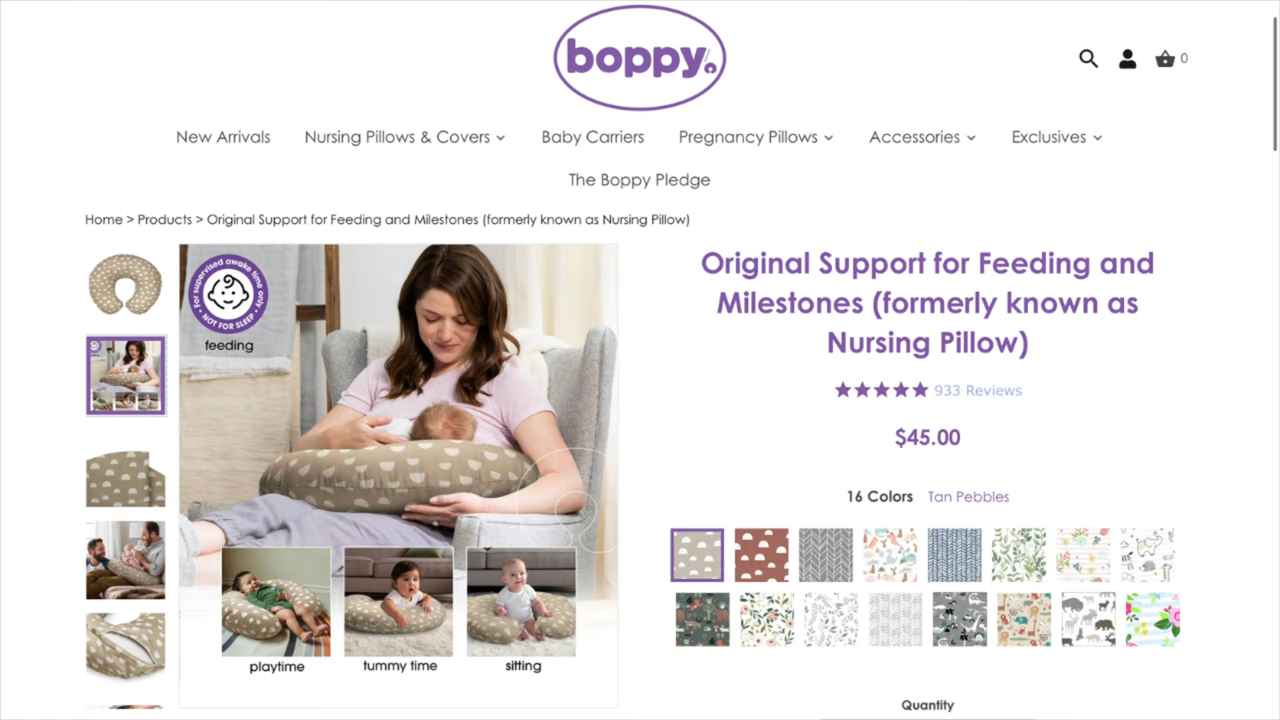 boppy
0
New Arrivals
Nursing Pillows & Covers
Baby Carriers
Pregnancy Pillows
Accessories
Exclusives
The Boppy Pledge
Home > Products > Original Support for Feeding and Milestones (formerly known as Nursing Pillow)
for supervised awake time only
• NOT FOR SLEEP •
feeding
playtime
tummy time
sitting
Original Support for Feeding and
Milestones (formerly known as
Nursing Pillow)
933 Reviews
$45.00
16 Colors Tan Pebbles
Quantity